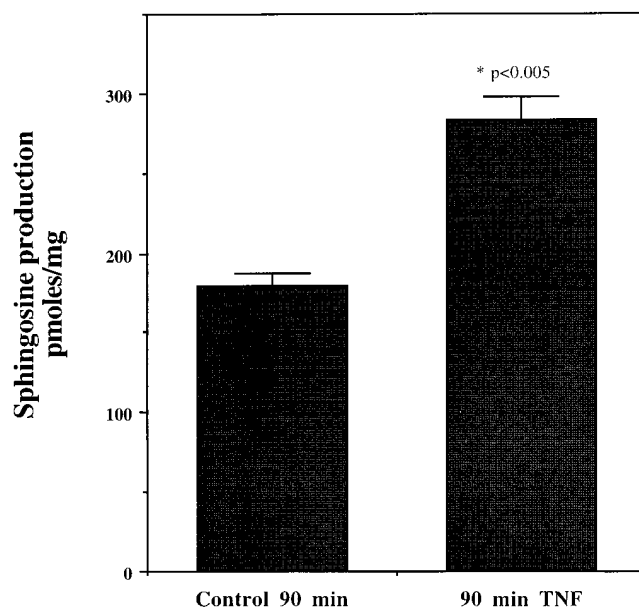 Sphingosine production
pmoles/mg
300
200
100
0
* p<0.005
Control 90 min
90 min TNF